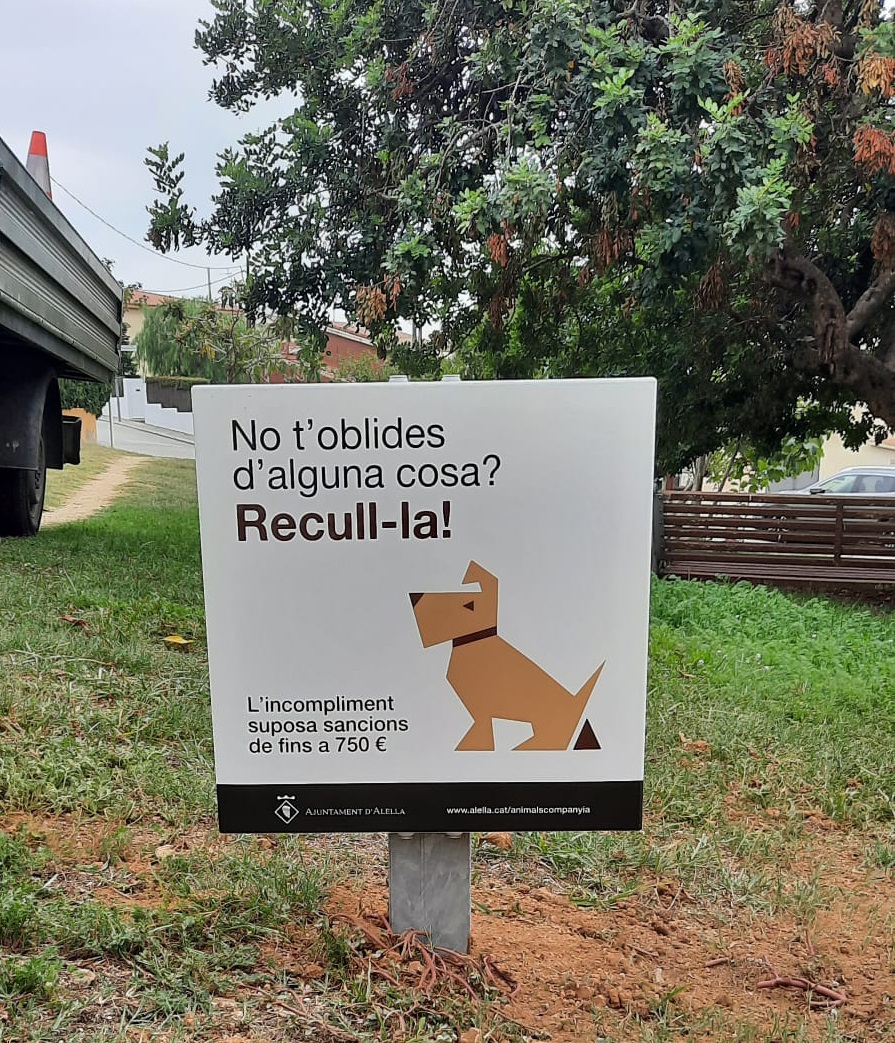 No t'oblides
d'alguna cosa?
Recull-la!
L'incompliment
suposa sancions
de fins a 750 €
AJUNTAMENT D'ALELLA
www.alella.cat/animalscompanyia